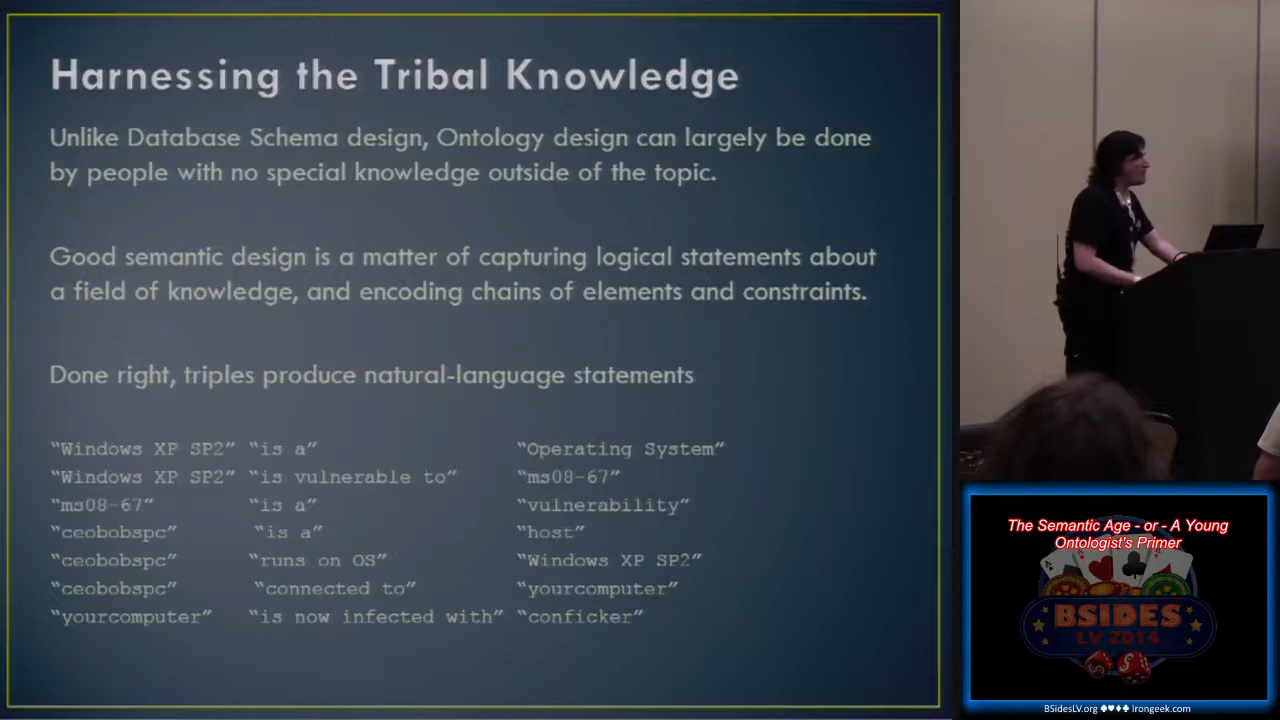 Harnessing the Tribal Knowledge
Unlike Database Schema design, Ontology design can largely be done
by people with no special knowledge outside of the topic.
Good semantic design is a matter of capturing logical statements about
a field of knowledge, and encoding chains of elements and constraints.
Done right, triples produce natural-language statements
“Windows XP SP2” “is a” “Operating System”
“Windows XP SP2” “is vulnerable to” “ms08-67”
“ms08-67” “is a” “vulnerability”
“ceobobspc” “is a” “host”
“ceobobspc” “runs on OS” “Windows XP SP2”
“ceobobspc” “connected to” “yourcomputer”
“yourcomputer” “is now infected with” “conficker”
The Semantic Age - or - A Young
Ontologist's Primer
BSIDES
LV 2014
BSidesLV.org ♠♥♦♣ Irongeek.com